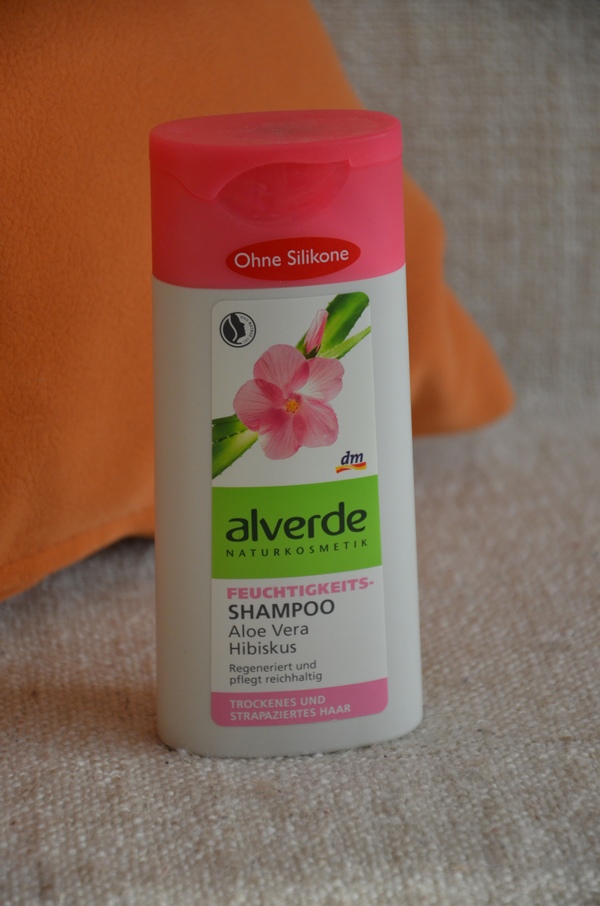 Ohne Silikone
dm
alverde
NATURKOSMETIK
FEUCHTIGKEITS-
SHAMPOO
Aloe Vera
Hibiskus
Regeneriert und
pflegt reichhaltig
TROCKENES UND
STRAPAZIERTES HAAR